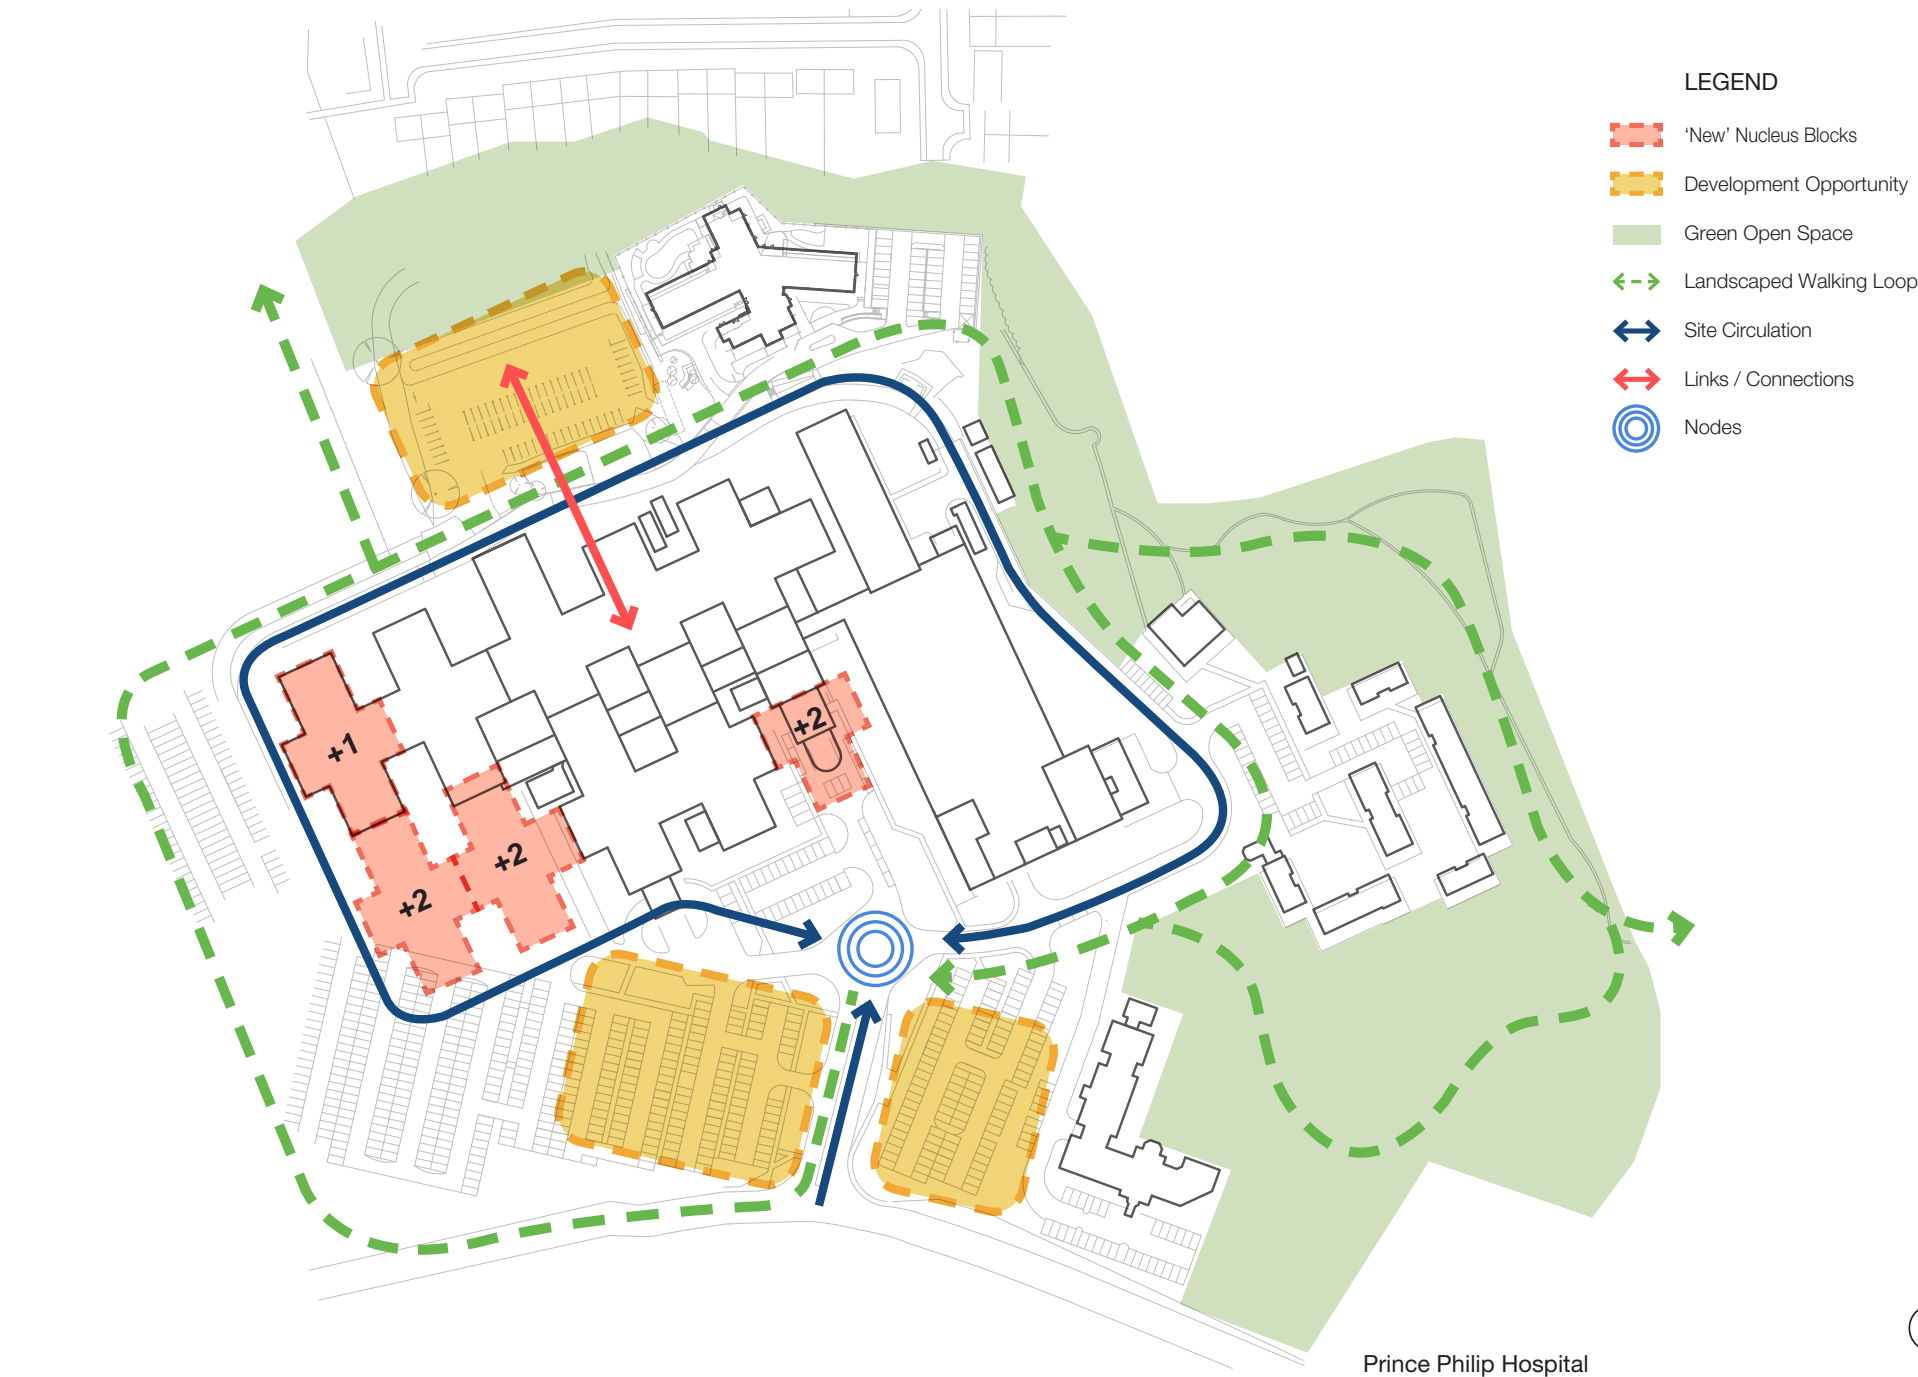 LEGEND
‘New’ Nucleus Blocks
Development Opportunity
Green Open Space
Landscaped Walking Loop
Site Circulation
Links / Connections
Nodes
+2
+1
+2
+2
Prince Philip Hospital